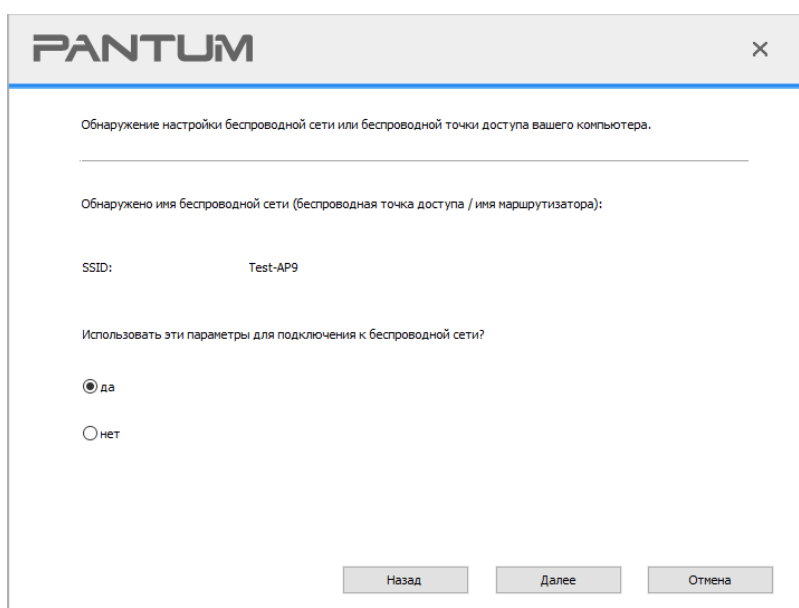 PANTUM
Обнаружение настройки беспроводной сети или беспроводной точки доступа вашего компьютера.
Обнаружено имя беспроводной сети (беспроводная точка доступа / имя маршрутизатора):
SSID: Test-AP9
Использовать эти параметры для подключения к беспроводной сети?
да
нет
Назад Далее Отмена